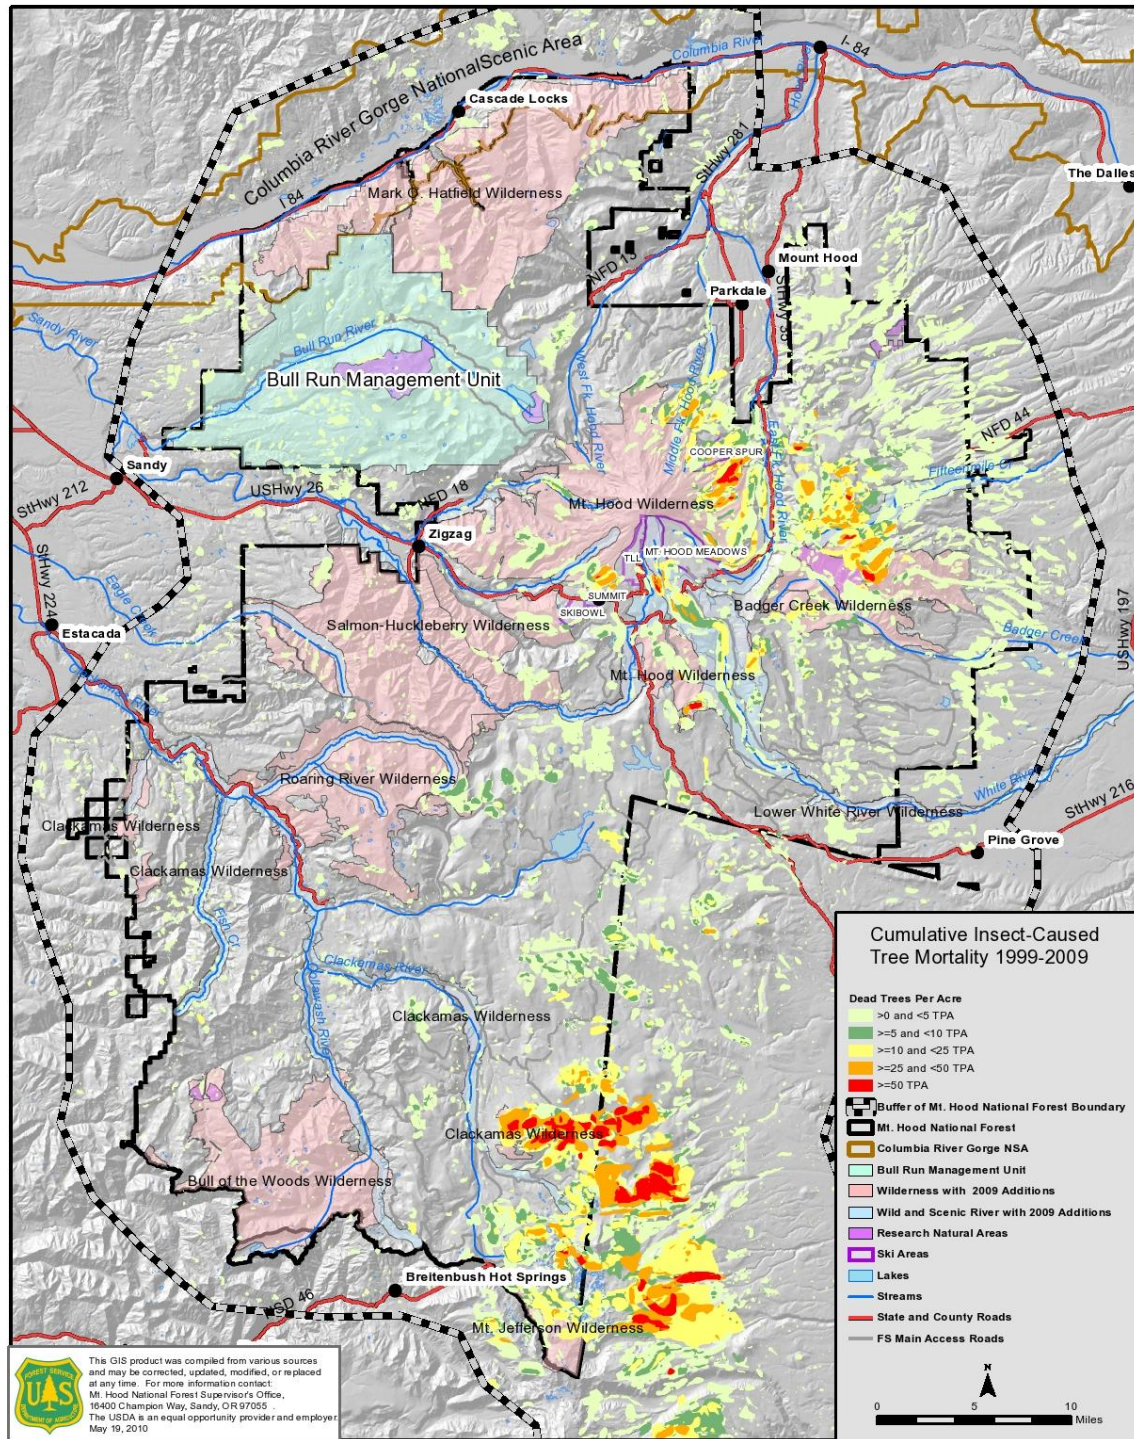 Columbia River Gorge NationalScenic Area
Columbia River
I-84
Hood River
Cascade Locks
StHwy 281
The Dalles
I 84
Mark O. Hatfield Wilderness
NFD 13
Mount Hood
Parkdale
StHwy 35
Sandy River
Bull Run River
Bull Run Management Unit
West Fk. Hood River
Middle Fk. Hood River
East Fk. Hood River
NFD 44
COOPER SPUR
Fifteenmile Cr
Sandy
StHwy 212
USHwy 26
NFD 18
Mt. Hood Wilderness
Zigzag
TLL
MT. HOOD MEADOWS
StHwy 224
Eagle Creek
SUMMIT
SKIBOWL
Badger Creek Wilderness
Estacada
Salmon-Huckleberry Wilderness
Badger Creek
USHwy 197
Clackamas River
Mt. Hood Wilderness
Roaring River Wilderness
White River
StHwy 216
Clackamas Wilderness
Lower White River Wilderness
Pine Grove
Clackamas Wilderness
Fish Cr
Clackamas River
Collawash River
Clackamas Wilderness
Clackamas Wilderness
Bull of the Woods Wilderness
Breitenbush Hot Springs
46
Mt. Jefferson Wilderness
Cumulative Insect-Caused
Tree Mortality 1999-2009
Dead Trees Per Acre
>0 and <5 TPA
>=5 and <10 TPA
>=10 and <25 TPA
>=25 and <50 TPA
>=50 TPA
Buffer of Mt. Hood National Forest Boundary
Mt. Hood National Forest
Columbia River Gorge NSA
Bull Run Management Unit
Wilderness with 2009 Additions
Wild and Scenic River with 2009 Additions
Research Natural Areas
Ski Areas
Lakes
Streams
State and County Roads
FS Main Access Roads
N
0 5 10
Miles
FOREST SERVICE
U S
DEPARTMENT OF AGRICULTURE
This GIS product was compiled from various sources
and may be corrected, updated, modified, or replaced
at any time. For more information contact:
Mt. Hood National Forest Supervisor's Office,
16400 Champion Way, Sandy, OR 97055 .
The USDA is an equal opportunity provider and employer.
May 19, 2010